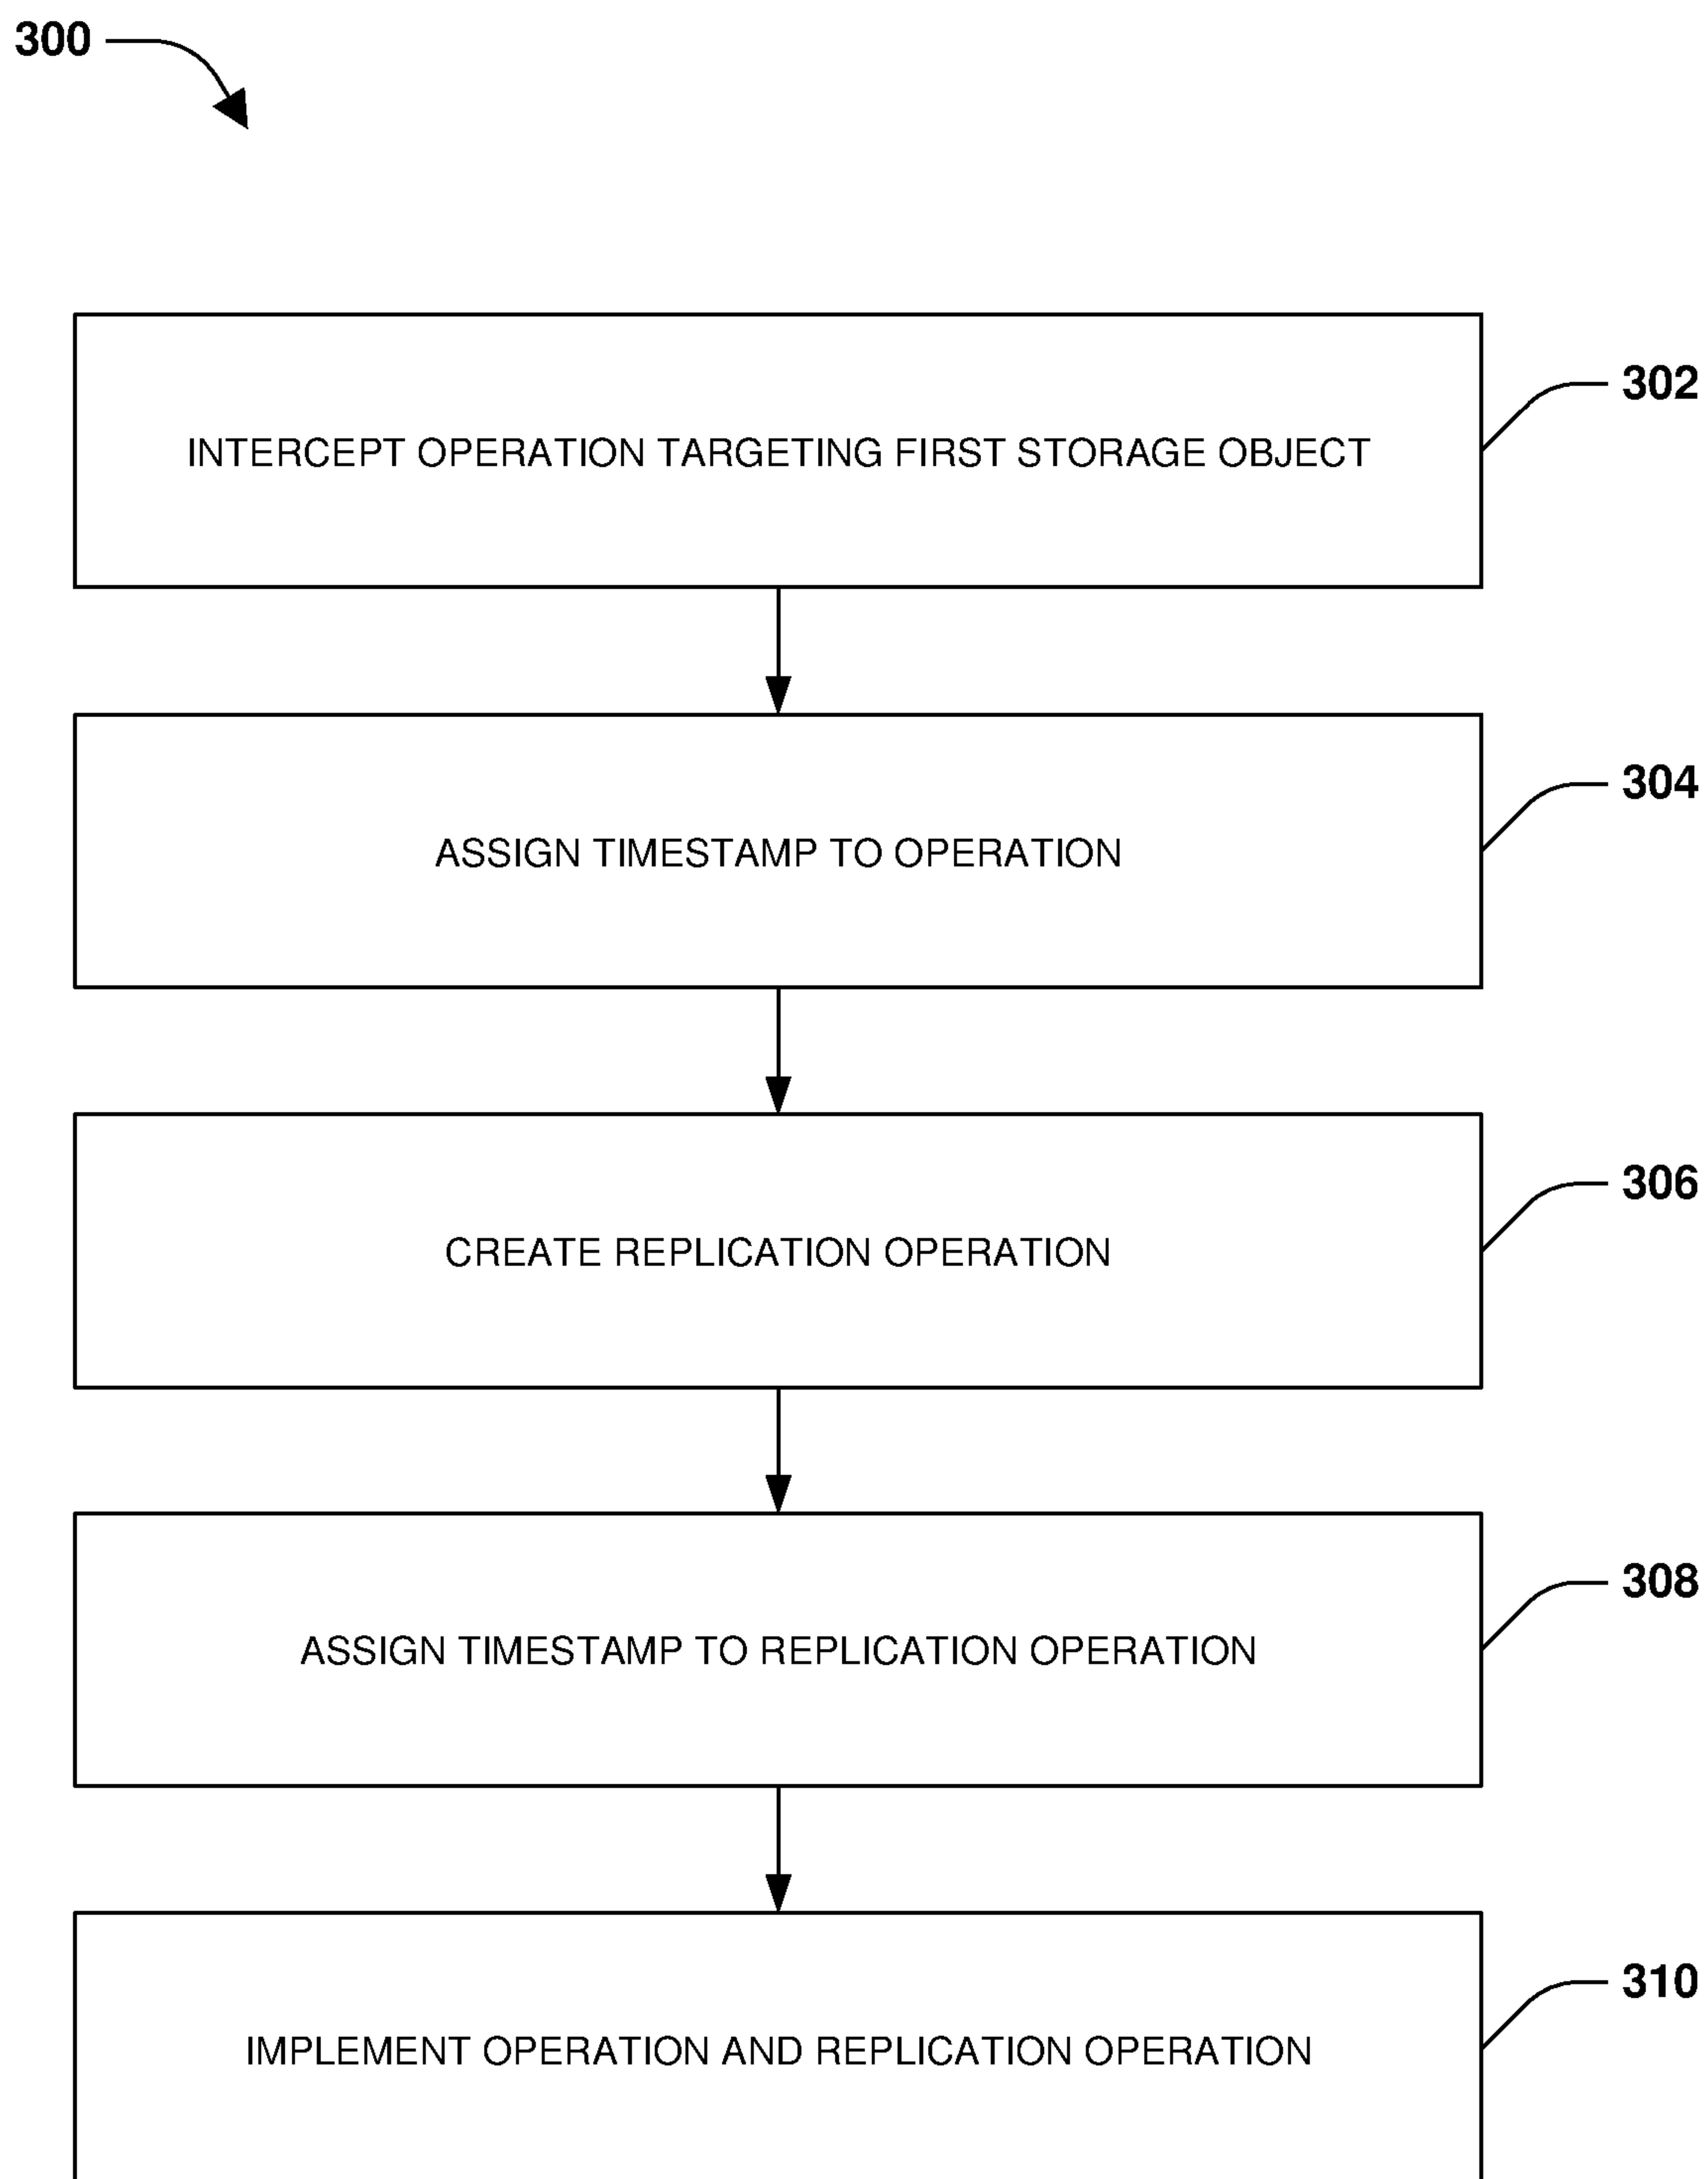 300
INTERCEPT OPERATION TARGETING FIRST STORAGE OBJECT
302
ASSIGN TIMESTAMP TO OPERATION
304
CREATE REPLICATION OPERATION
306
ASSIGN TIMESTAMP TO REPLICATION OPERATION
308
IMPLEMENT OPERATION AND REPLICATION OPERATION
310